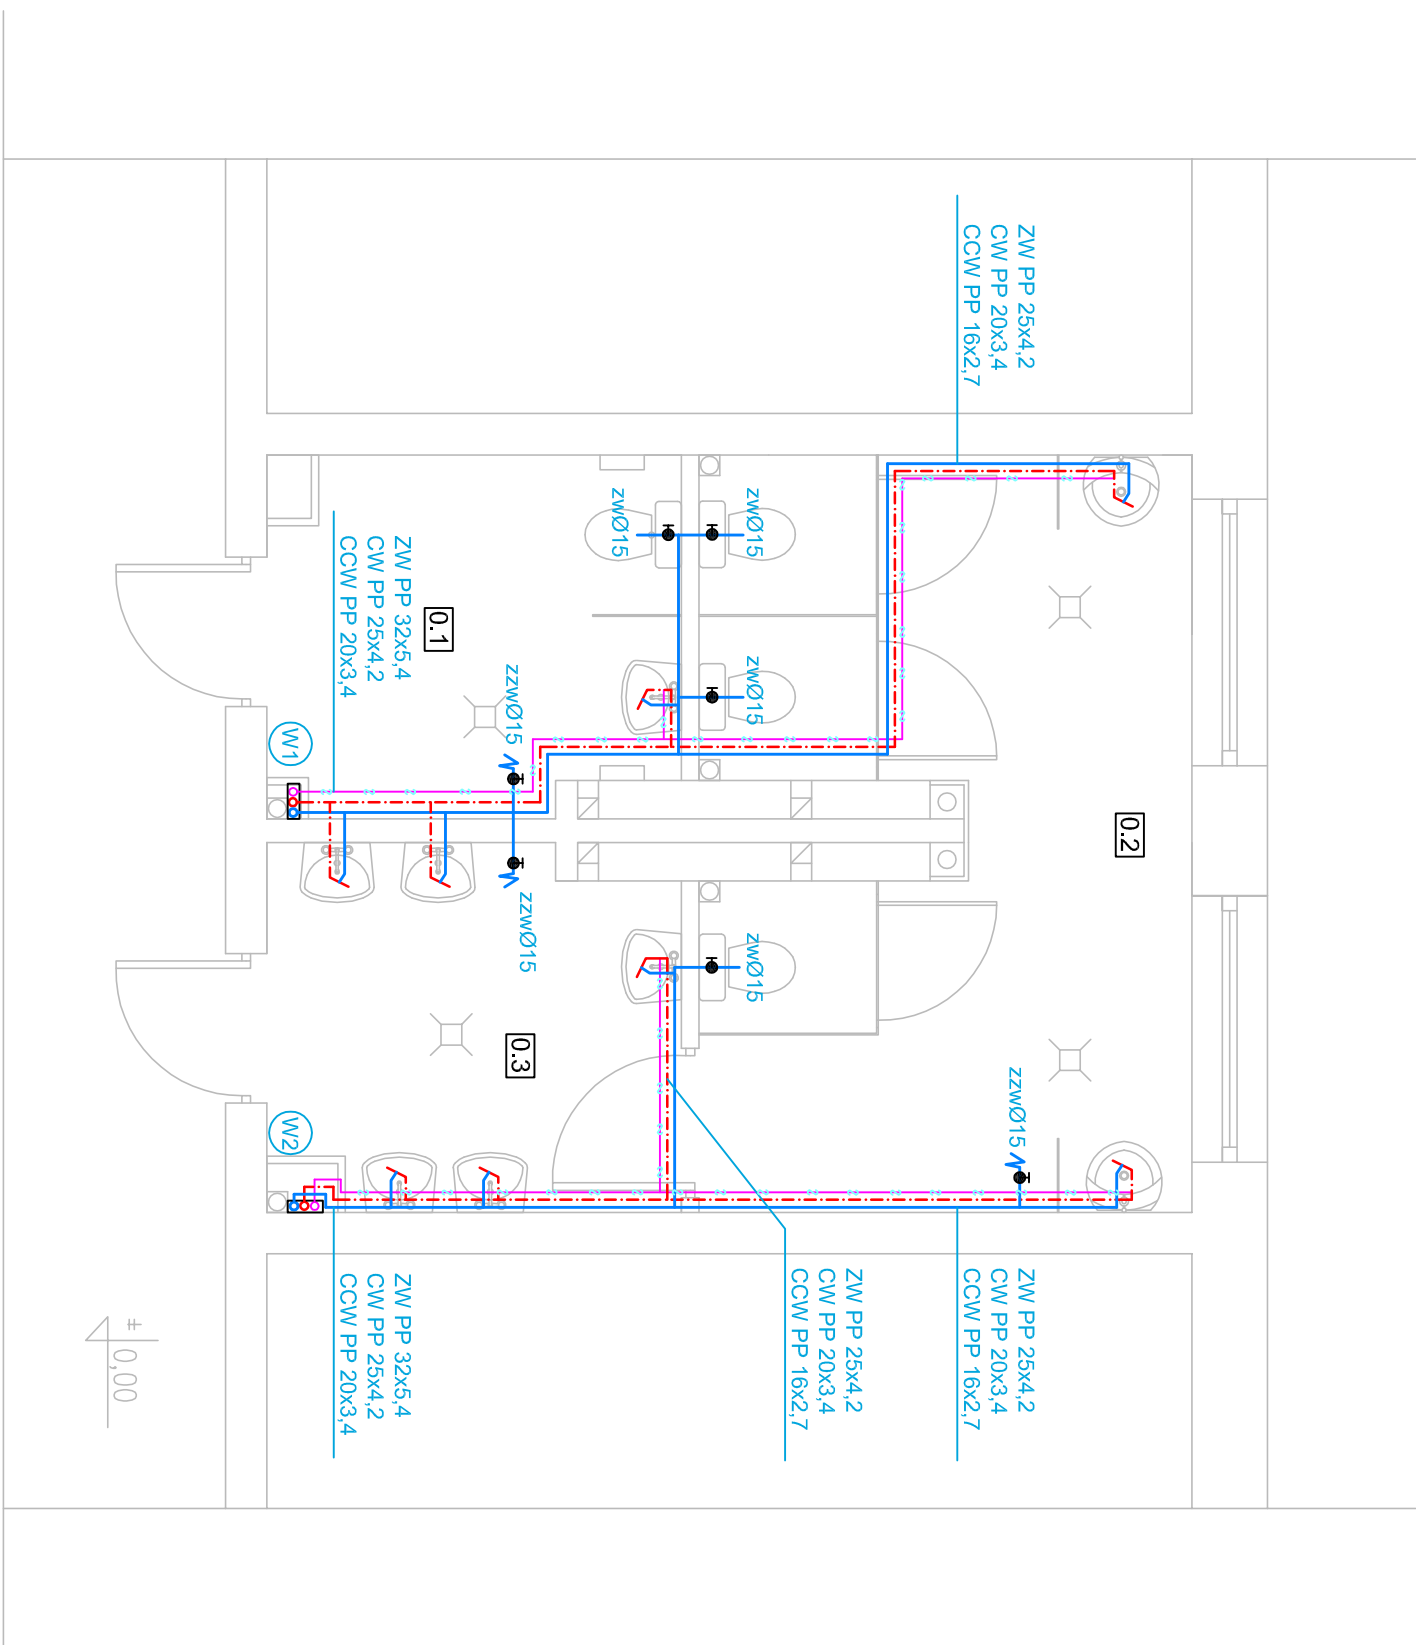 ZW PP 25x4,2
CW PP 20x3,4
CCW PP 16x2,7
zwØ15
zwØ15
ZW PP 32x5,4
CW PP 25x4,2
CCW PP 20x3,4
0.1
zzwØ15
zwØ15
W1
0.2
zzwØ15
zwØ15
0.3
zzwØ15
W2
ZW PP 25x4,2
CW PP 20x3,4
CCW PP 16x2,7
ZW PP 25x4,2
CW PP 20x3,4
CCW PP 16x2,7
ZW PP 32x5,4
CW PP 25x4,2
CCW PP 20x3,4
± 0,00